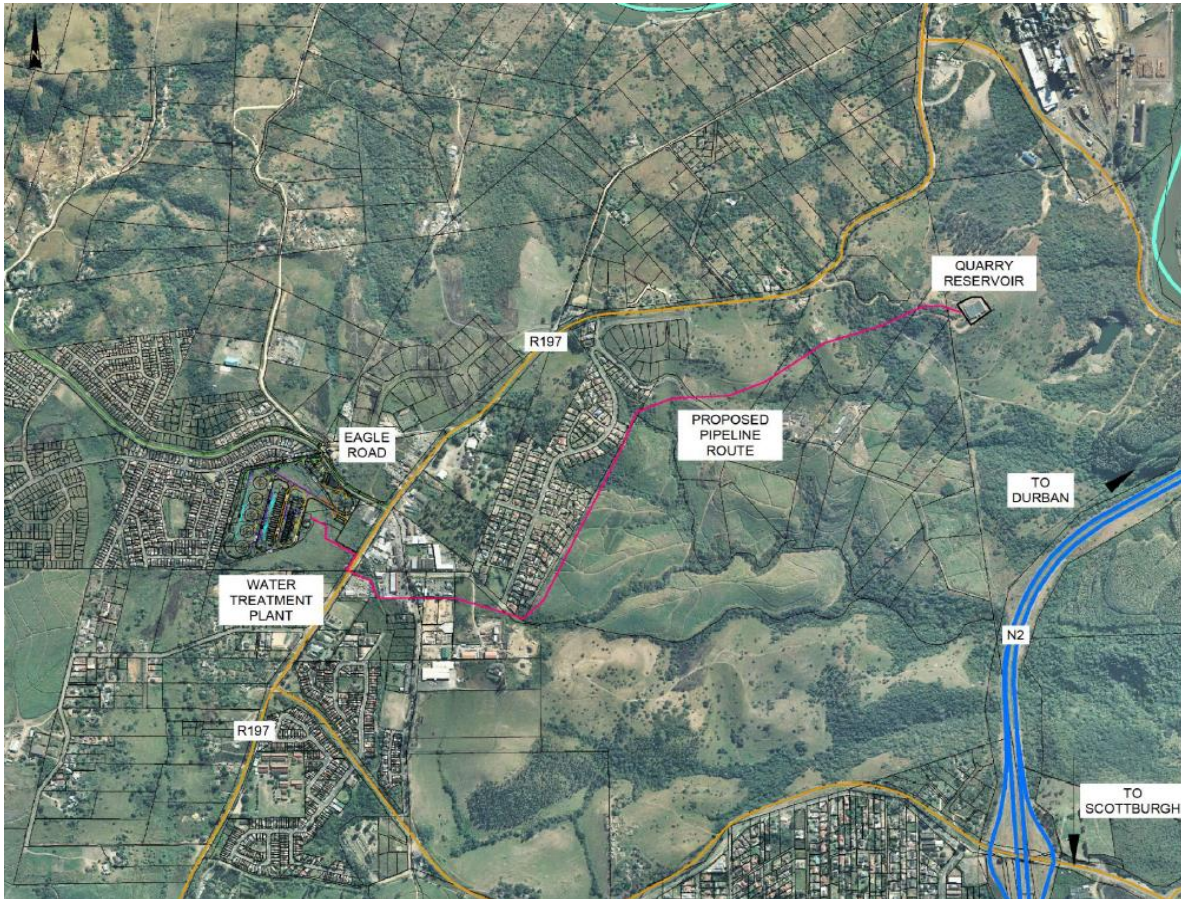 N
QUARRY
RESERVOIR
R197
PROPOSED
PIPELINE
ROUTE
EAGLE
ROAD
TO
DURBAN
WATER
TREATMENT
PLANT
N2
R197
TO
SCOTTBURGH